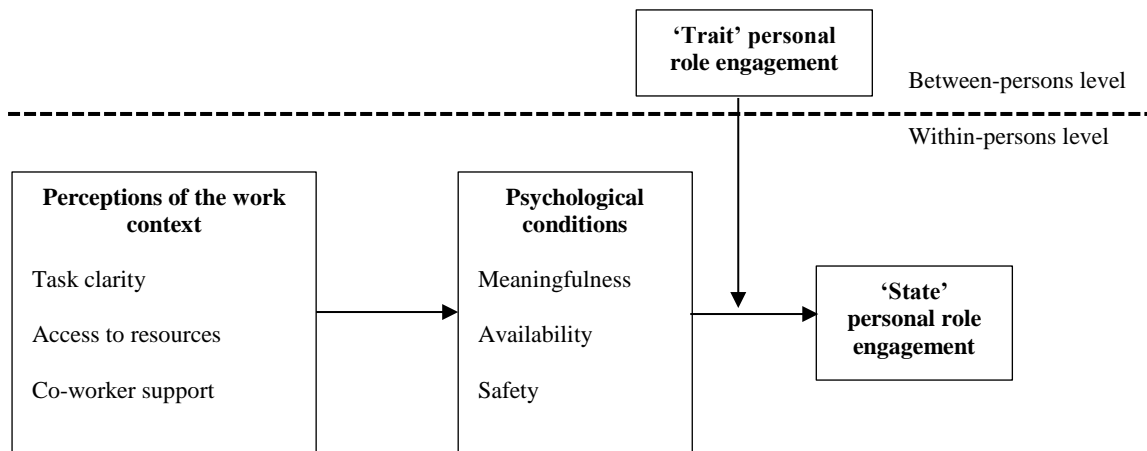 ‘Trait’ personal
role engagement
Between-persons level
Within-persons level
Perceptions of the work
context
Task clarity
Access to resources
Co-worker support
Psychological
conditions
Meaningfulness
Availability
Safety
‘State’
personal role
engagement